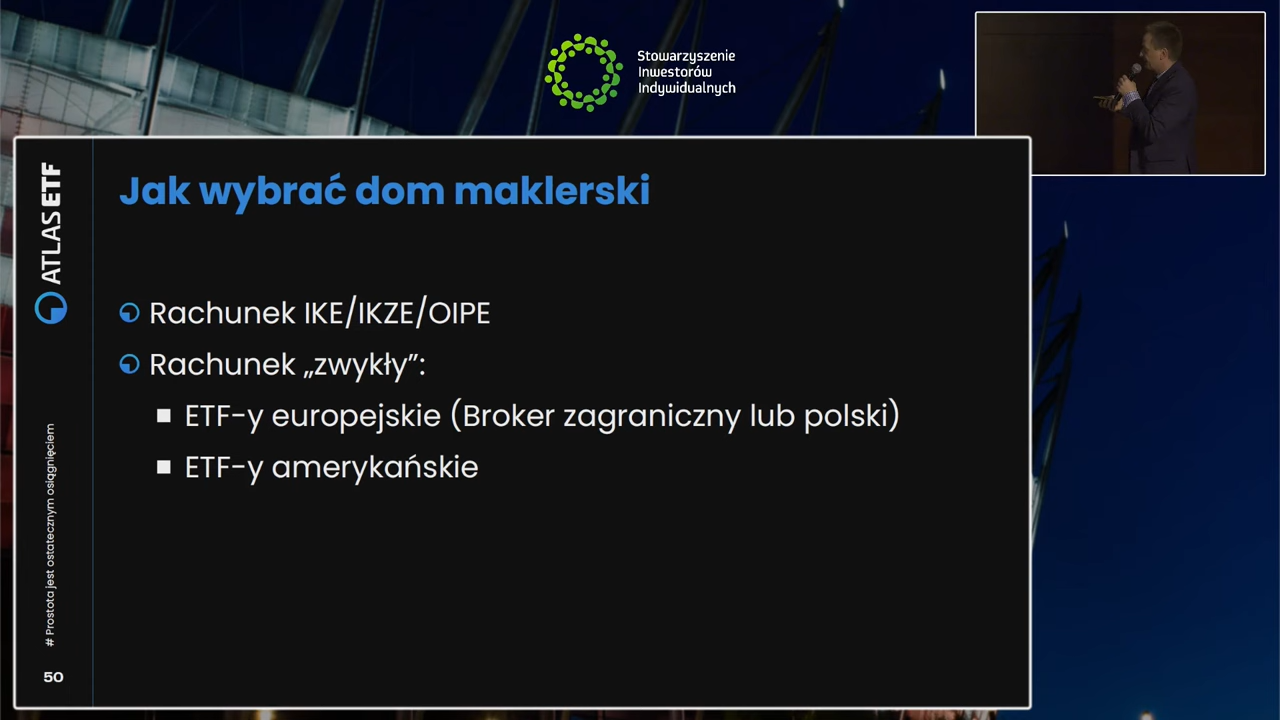 Stowarzyszenie
Inwestorów
Indywidualnych
ATLAS ETF
Jak wybrać dom maklerski
Rachunek IKE/IKZE/OIPE
Rachunek „zwykły”:
ETF-y europejskie (Broker zagraniczny lub polski)
ETF-y amerykańskie
# Prostota jest ostatecznym osiągnięciem
50